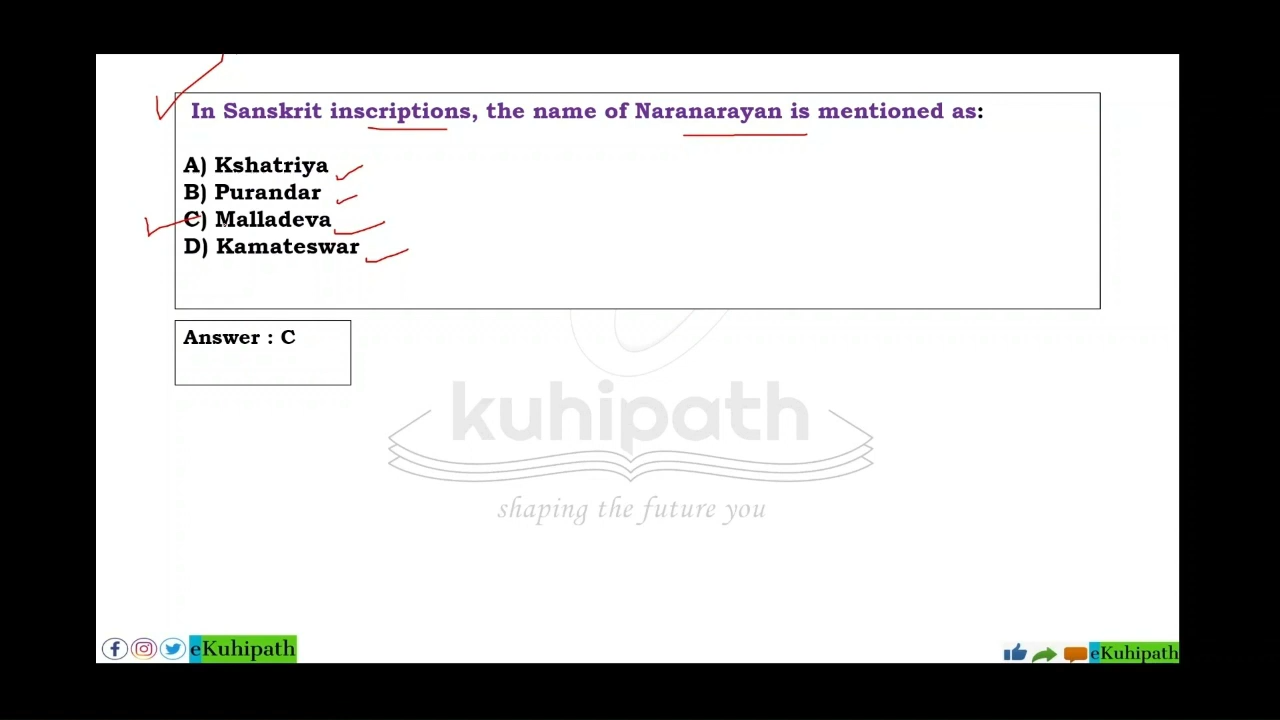 In Sanskrit inscriptions, the name of Naranarayan is mentioned as:
A) Kshatriya
B) Purandar
C) Malladeva
D) Kamateswar
Answer : C
kuhipath
shaping the future you
eKuhipath
eKuhipath